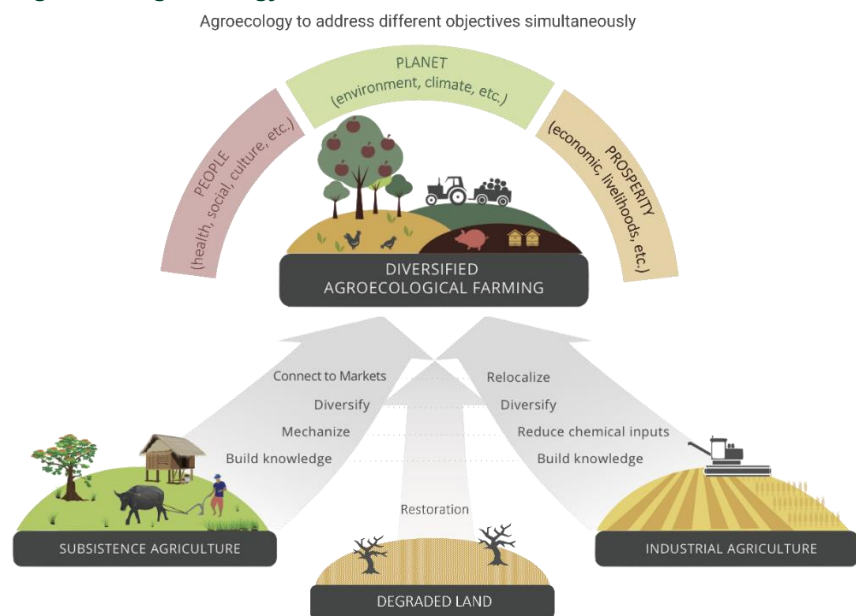 Agroecology to address different objectives simultaneously
PLANET
(environment, climate, etc.)
PEOPLE
(health, social, culture, etc.)
PROSPERITY
(economic, livelihoods, etc.)
DIVERSIFIED
AGROECOLOGICAL FARMING
Connect to Markets
Relocalize
Diversify
Diversify
Mechanize
Reduce chemical inputs
Build knowledge
Build knowledge
Restoration
SUBSISTENCE AGRICULTURE
INDUSTRIAL AGRICULTURE
DEGRADED LAND